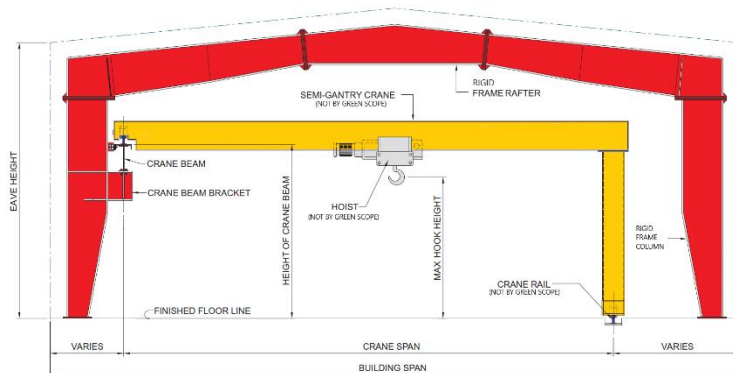 SEMI-GANTRY CRANE
(NOT BY GREEN SCOPE)
RIGID
FRAME RAFTER
EAVE HEIGHT
CRANE BEAM
CRANE BEAM BRACKET
HEIGHT OF CRANE BEAM
HOIST
(NOT BY GREEN SCOPE)
MAX HOOK HEIGHT
RIGID
FRAME
COLUMN
CRANE RAIL
(NOT BY GREEN SCOPE)
FINISHED FLOOR LINE
VARIES
CRANE SPAN
VARIES
BUILDING SPAN